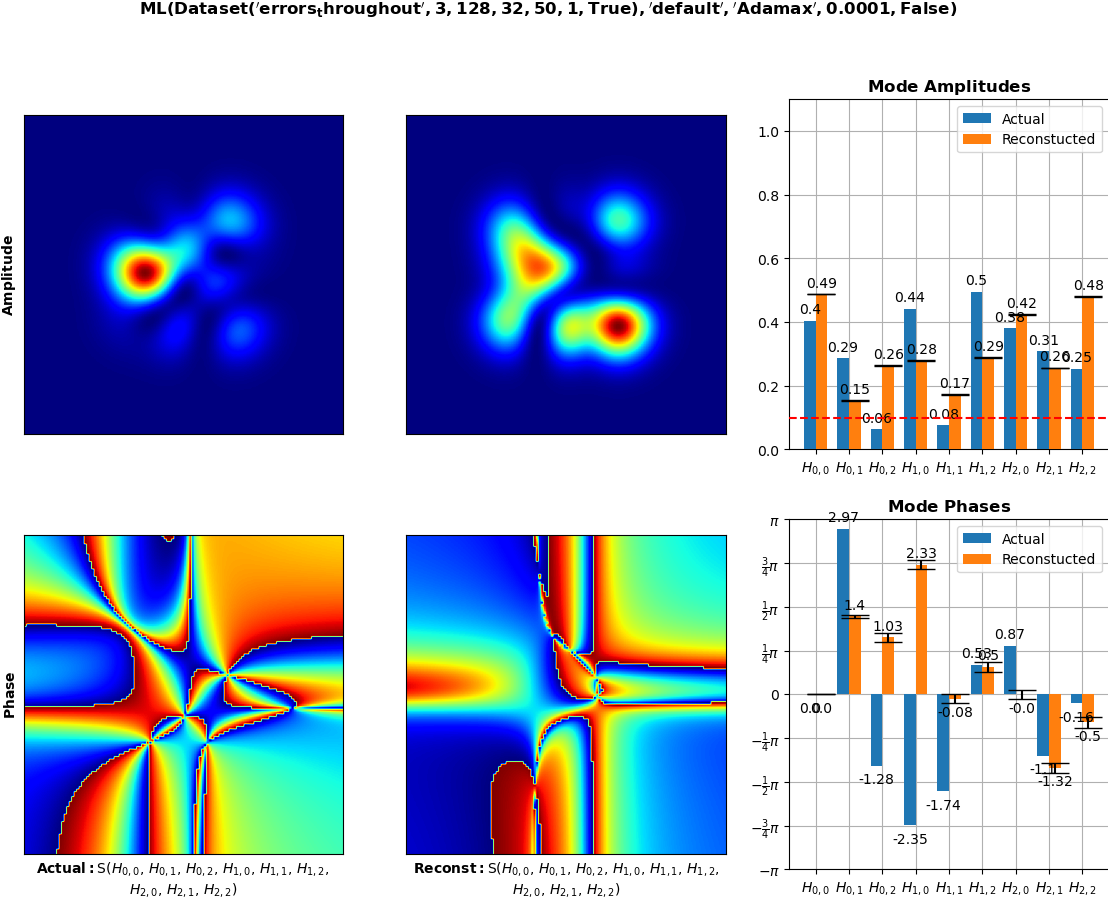 ML(Dataset('errors_throughout', 3, 128, 32, 50, 1, True), 'default', 'Adamax', 0.0001, False)
Amplitude
Mode Amplitudes
Actual
Reconstucted
1.0
0.8
0.6
0.4
0.2
0.0
0.4
0.49
0.29
0.15
0.06
0.26
0.44
0.28
0.08
0.17
0.5
0.29
0.38
0.42
0.31
0.26
0.25
0.48
H0,0 H0,1 H0,2 H1,0 H1,1 H1,2 H2,0 H2,1 H2,2
Phase
Mode Phases
Actual
Reconstucted
π
3/4π
1/2π
1/4π
0
−1/4π
−1/2π
−3/4π
−π
0.0
0.0
2.97
1.4
-1.28
1.03
-2.35
2.33
-1.74
-0.08
0.53
0.5
0.87
-0.0
-1.32
-0.16
-0.5
H0,0 H0,1 H0,2 H1,0 H1,1 H1,2 H2,0 H2,1 H2,2
Actual: S(H0,0, H0,1, H0,2, H1,0, H1,1, H1,2,
H2,0, H2,1, H2,2)
Reconst: S(H0,0, H0,1, H0,2, H1,0, H1,1, H1,2,
H2,0, H2,1, H2,2)